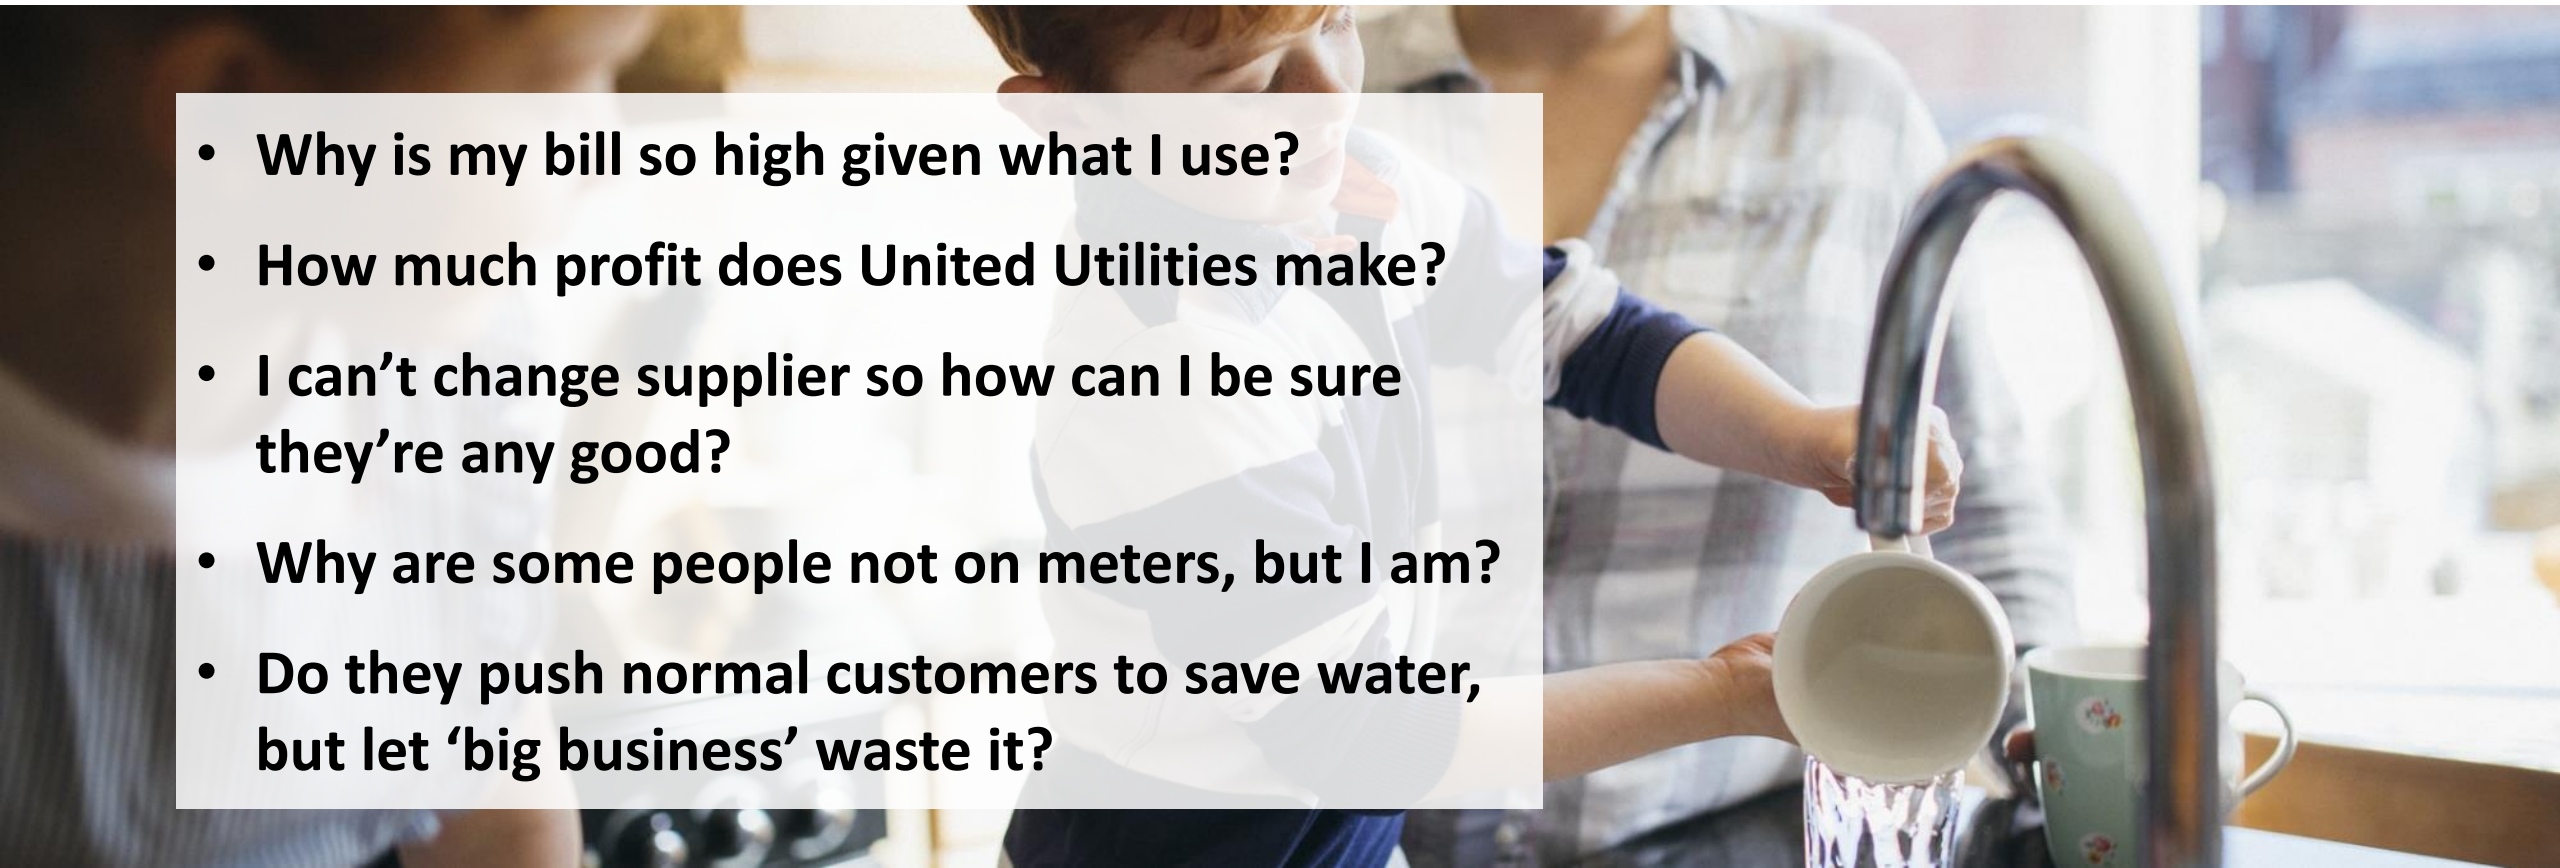 • Why is my bill so high given what I use?
• How much profit does United Utilities make?
• I can’t change supplier so how can I be sure
they’re any good?
• Why are some people not on meters, but I am?
• Do they push normal customers to save water,
but let ‘big business’ waste it?